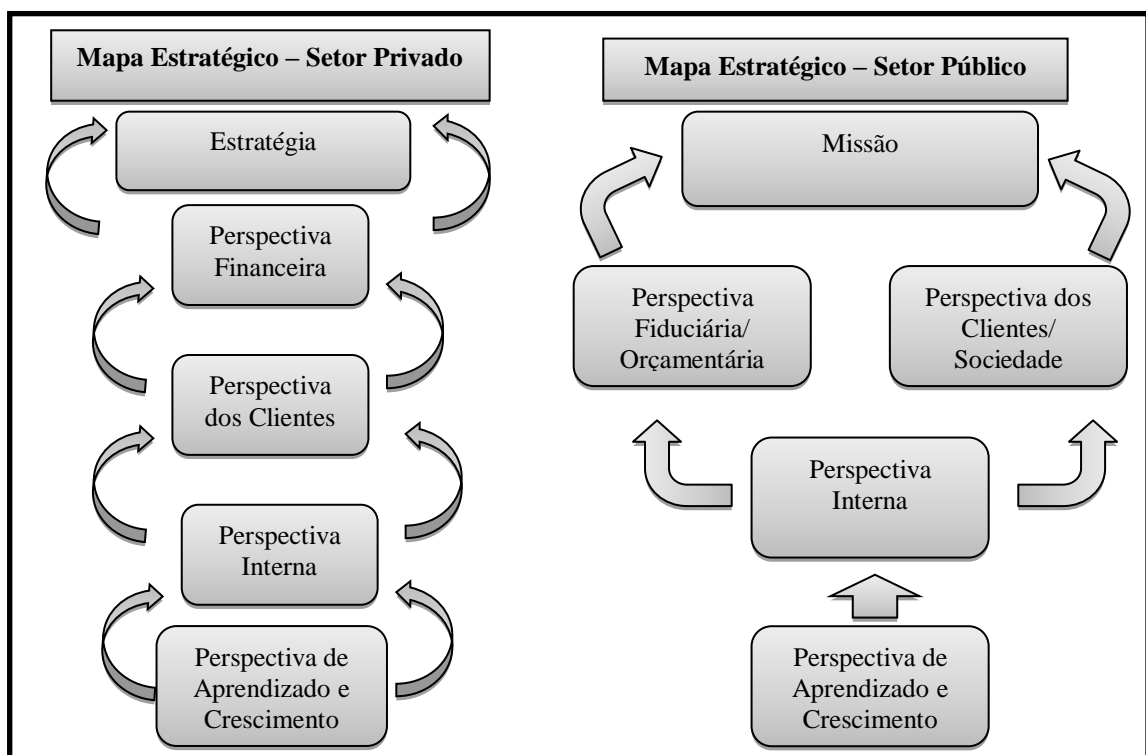 Mapa Estratégico – Setor Privado
Estratégia
Perspectiva
Financeira
Perspectiva
dos Clientes
Perspectiva
Interna
Perspectiva de
Aprendizado e
Crescimento
Mapa Estratégico – Setor Público
Missão
Perspectiva
Fiduciária/
Orçamentária
Perspectiva dos
Clientes/
Sociedade
Perspectiva
Interna
Perspectiva de
Aprendizado e
Crescimento